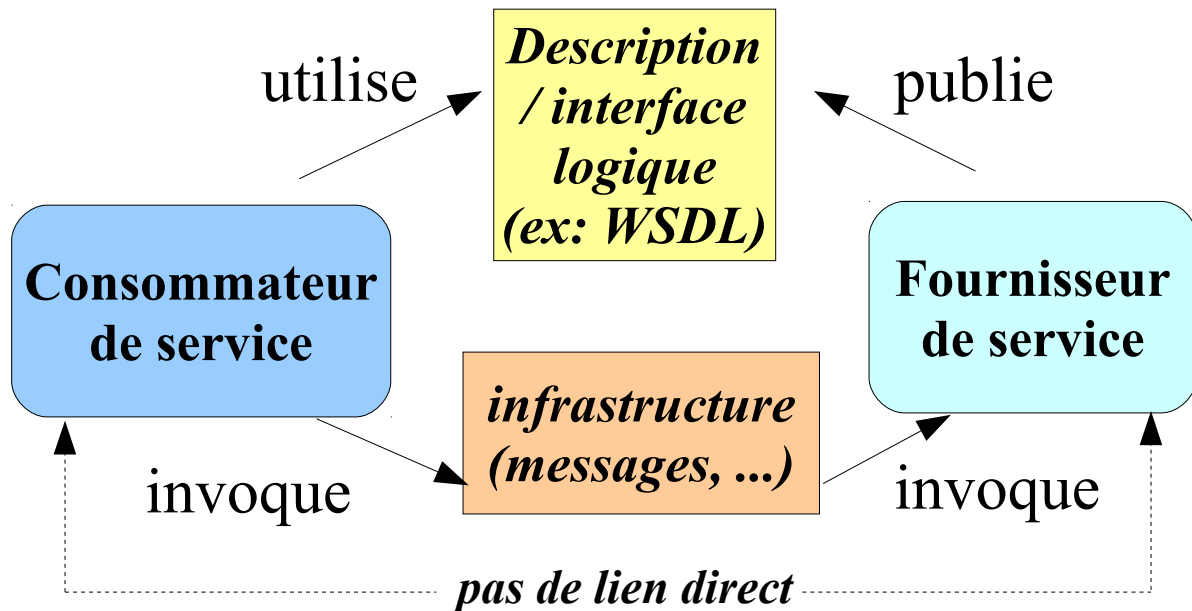 utilise
Description
/ interface
logique
(ex: WSDL)
publie
Consommateur
de service
Fournisseur
de service
infrastructure
(messages, ...)
invoque
invoque
pas de lien direct